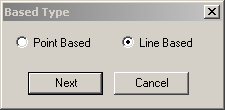 Based Type
Point Based Line Based
Next Cancel